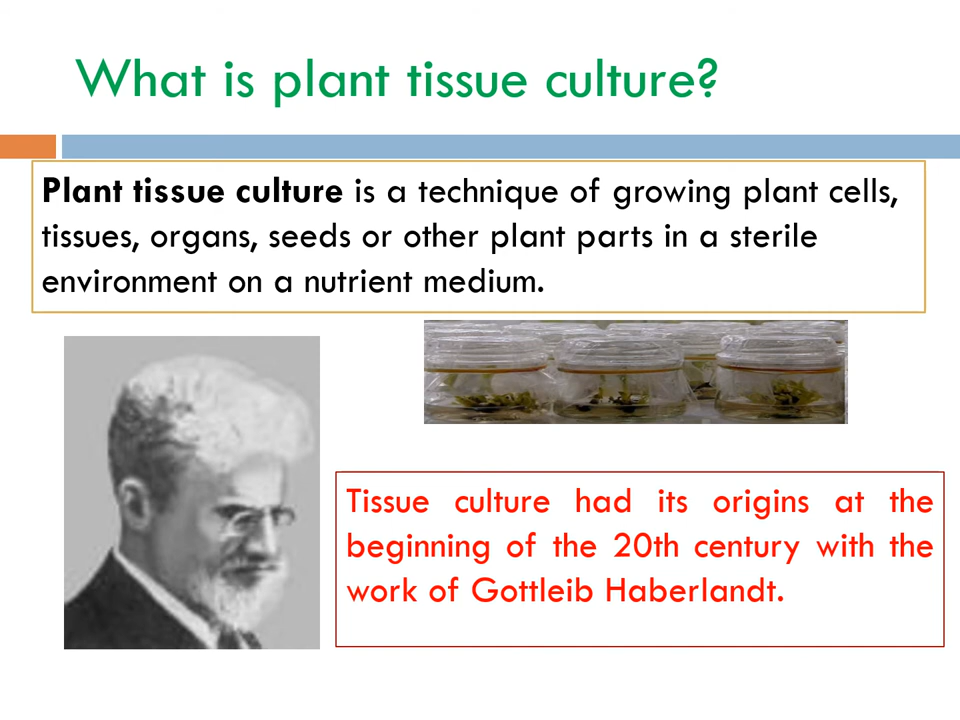 What is plant tissue culture?
Plant tissue culture is a technique of growing plant cells,
tissues, organs, seeds or other plant parts in a sterile
environment on a nutrient medium.
Tissue culture had its origins at the
beginning of the 20th century with the
work of Gottleib Haberlandt.